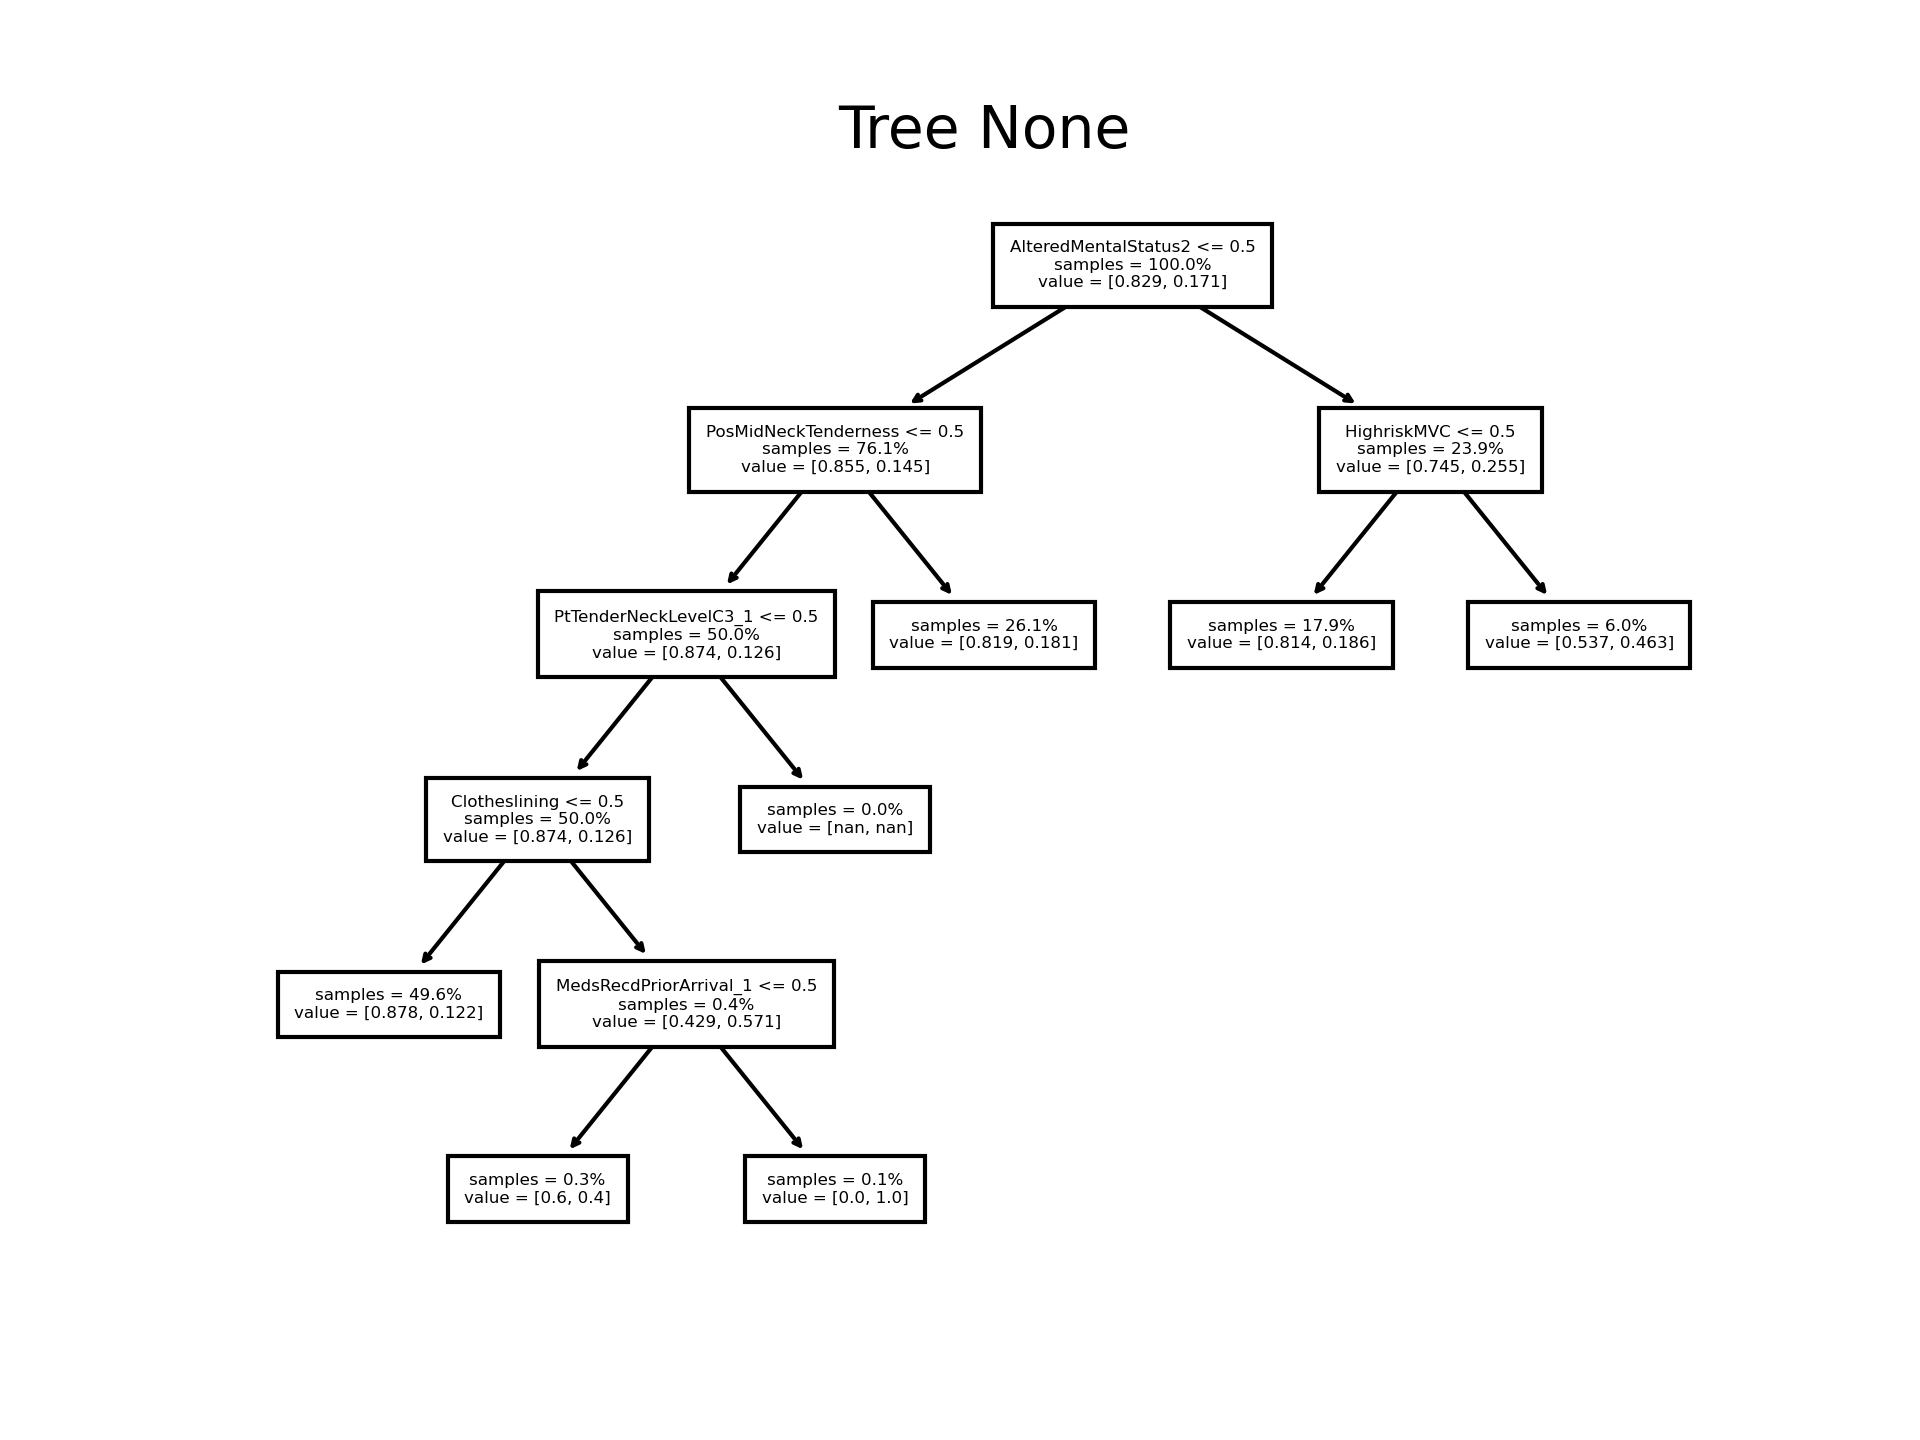 Tree None
AlteredMentalStatus2 <= 0.5
samples = 100.0%
value = [0.829, 0.171]
PosMidNeckTenderness <= 0.5
samples = 76.1%
value = [0.855, 0.145]
HighriskMVC <= 0.5
samples = 23.9%
value = [0.745, 0.255]
PtTenderNeckLevelC3_1 <= 0.5
samples = 50.0%
value = [0.874, 0.126]
samples = 26.1%
value = [0.819, 0.181]
samples = 17.9%
value = [0.814, 0.186]
samples = 6.0%
value = [0.537, 0.463]
Clotheslining <= 0.5
samples = 50.0%
value = [0.874, 0.126]
samples = 0.0%
value = [nan, nan]
samples = 49.6%
value = [0.878, 0.122]
MedsRecdPriorArrival_1 <= 0.5
samples = 0.4%
value = [0.429, 0.571]
samples = 0.3%
value = [0.6, 0.4]
samples = 0.1%
value = [0.0, 1.0]